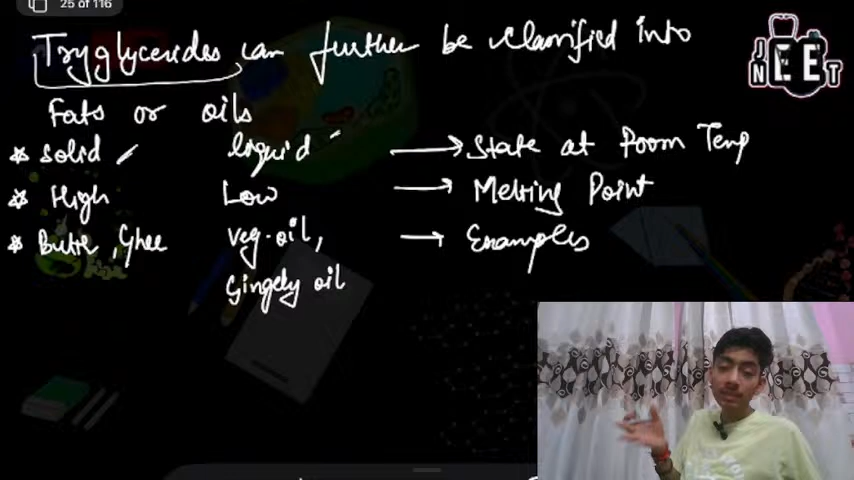 25 of 116
Tryglycerides can further be classified into
Fats or oils
J
NEET
* Solid liquid → State at Room Temp
* High Low → Melting Point
* Butter, Ghee veg. oil, → Examples
Gingely oil